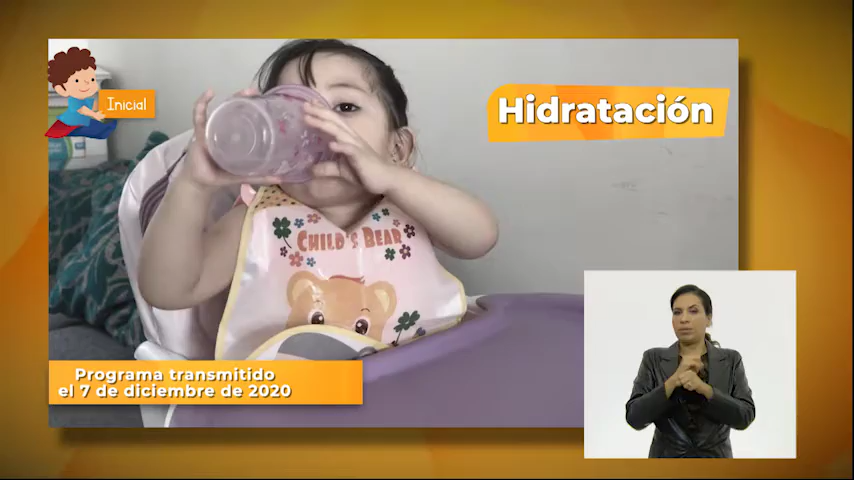 Inicial
Hidratación
CHILD'S BEAR
Programa transmitido
el 7 de diciembre de 2020